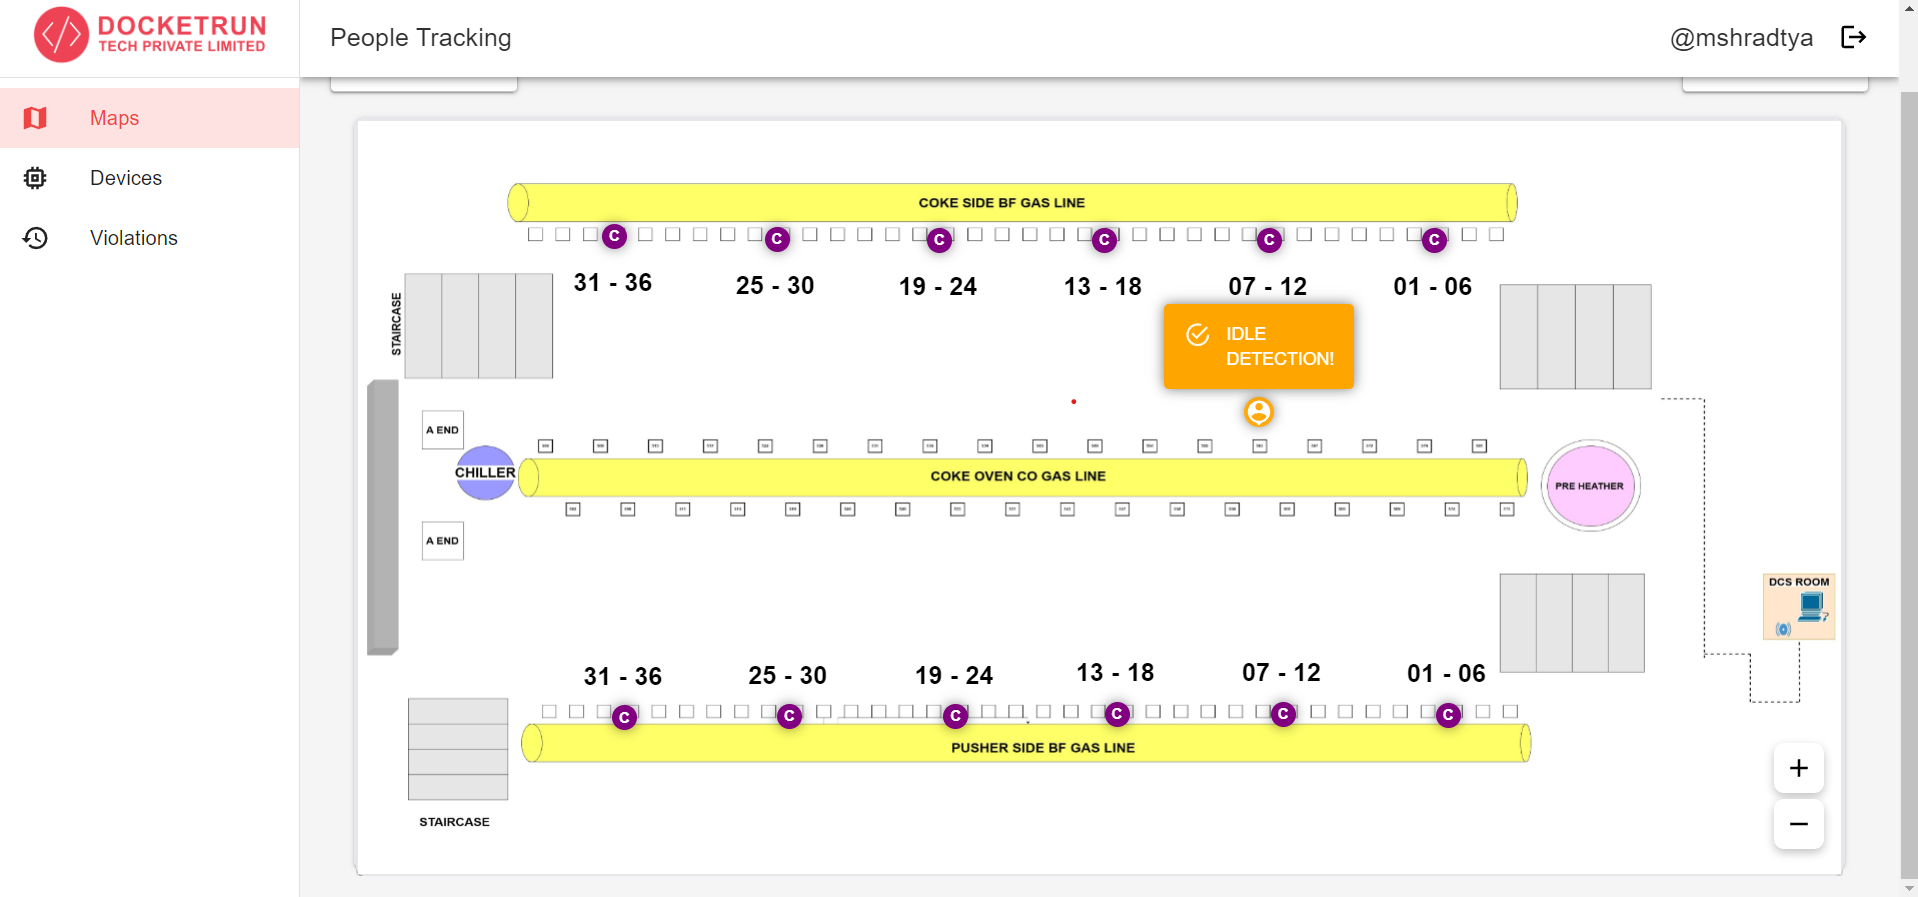 DOCKETRUN
TECH PRIVATE LIMITED
People Tracking
@mshradtya
Maps
Devices
Violations
COKE SIDE BF GAS LINE
C C C C C C
31 - 36 25 - 30 19 - 24 13 - 18 07 - 12 01 - 06
STAIRCASE
IDLE
DETECTION!
A END
CHILLER
COKE OVEN CO GAS LINE
PRE HEATHER
A END
DCS ROOM
31 - 36 25 - 30 19 - 24 13 - 18 07 - 12 01 - 06
C C C C C C
PUSHER SIDE BF GAS LINE
STAIRCASE